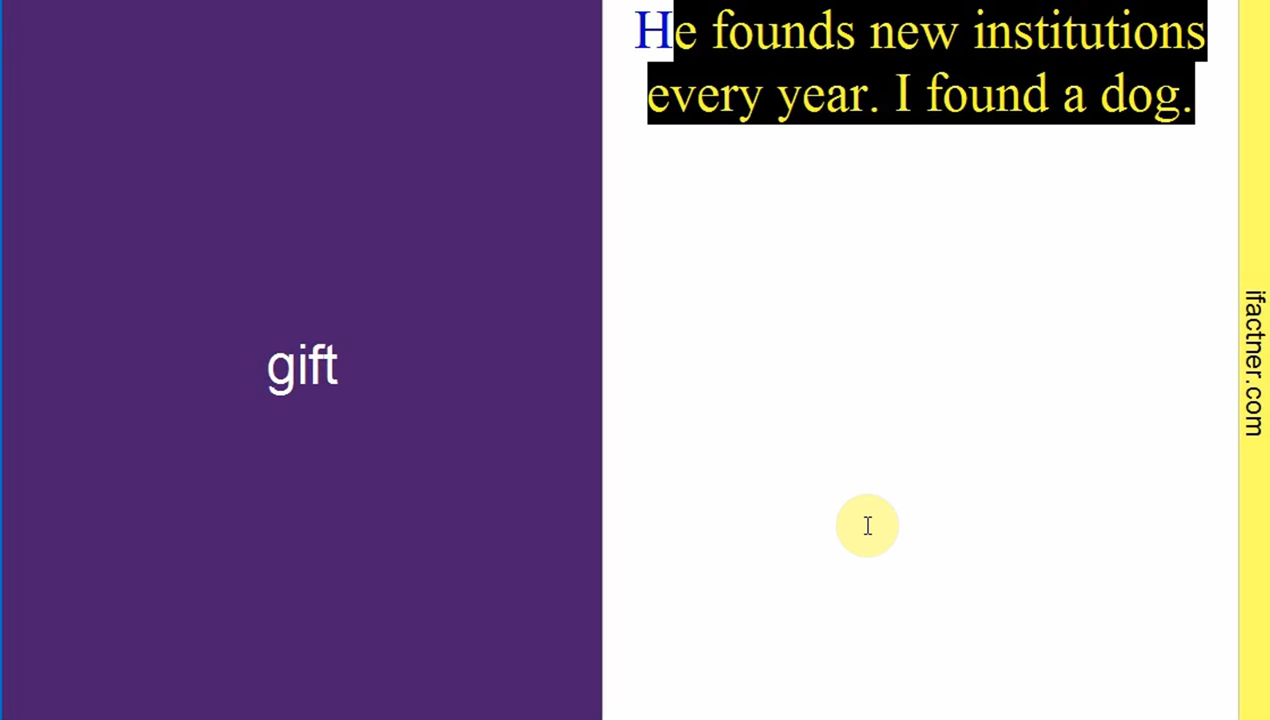 He founds new institutions
every year. I found a dog.
gift
ifactner.com